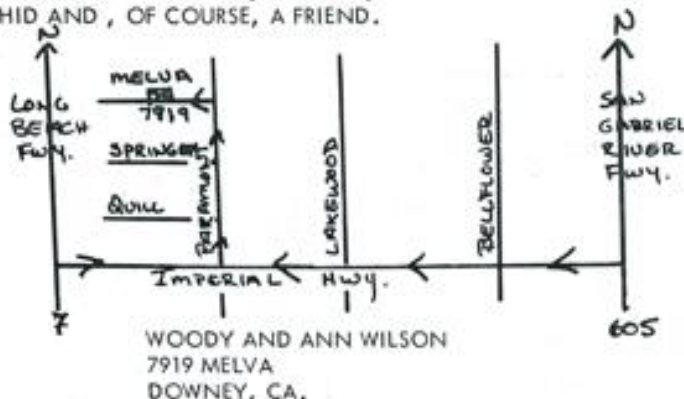 HID AND , OF COURSE, A FRIEND.
N
N
LONG
BEACH
FWY.
MELVA
7919
SPRINGER
QUILL
PARAMONT
LAKEWOOD
BELLFLOWER
SAN
GABRIEL
RIVER
FWY.
IMPERIAL HWY.
7
605
WOODY AND ANN WILSON
7919 MELVA
DOWNEY, CA.